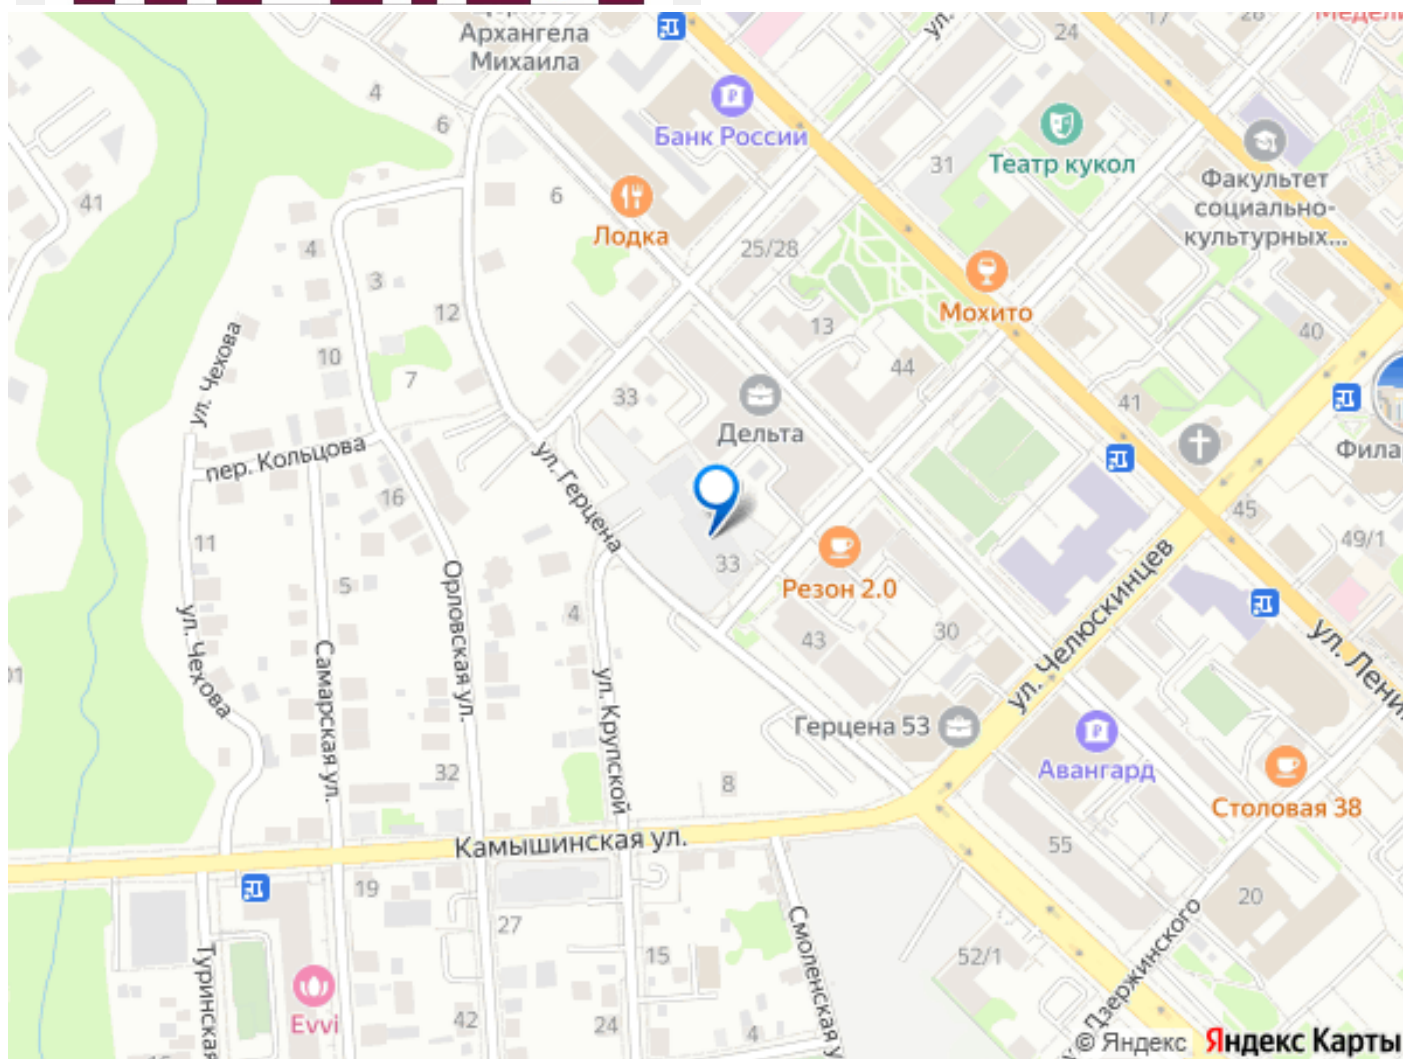 Архангела
Михаила
ул.
24
17
28
4
6
Банк России
Театр кукол
31
Факультет
социально-
культурных...
41
6
Лодка
25/28
4
3
Мохито
12
13
40
ул. Чехова
10
7
44
33
41
Дельта
Фила
пер. Кольцова
ул. Герцена
16
45
49/1
11
33
5
Орловская ул.
4
Резон 2.0
ул. Челюскинцев
ул. Чехова
Самарская ул.
43
30
ул. Лени
ул. Крупской
Герцена 53
32
8
Авангард
Столовая 38
Камышинская ул.
55
19
20
27
Смоленская у
Дзержинского
Туринская
15
52/1
Evvi
42
24
4
© Яндекс
Яндекс Карты